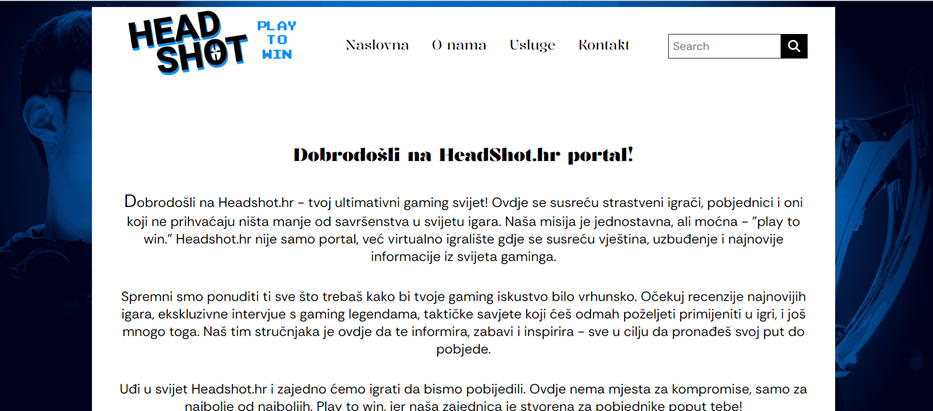 HEAD
SHOT
PLAY
TO
WIN
Naslovna O nama Usluge Kontakt Search
Dobrodošli na HeadShot.hr portal!
Dobrodošli na Headshot.hr – tvoj ultimativni gaming svijet! Ovdje se susreću strastveni igrači, pobjednici i oni
koji ne prihvaćaju ništa manje od savršenstva u svijetu igara. Naša misija je jednostavna, ali moćna – "play to
win." Headshot.hr nije samo portal, već virtualno igralište gdje se susreću vještina, uzbuđenje i najnovije
informacije iz svijeta gaminga.
Spremni smo ponuditi ti sve što trebaš kako bi tvoje gaming iskustvo bilo vrhunsko. Očekuj recenzije najnovijih
igara, ekskluzivne intervjue s gaming legendama, taktičke savjete koji ćeš odmah poželjeti primijeniti u igri, i još
mnogo toga. Naš tim stručnjaka je ovdje da te informira, zabavi i inspirira – sve u cilju da pronađeš svoj put do
pobjede.
Uđi u svijet Headshot.hr i zajedno ćemo igrati da bismo pobijedili. Ovdje nema mjesta za kompromise, samo za
najbolje od najboljih. Play to win, jer naša zajednica je stvorena za pobjednike poput tebe!